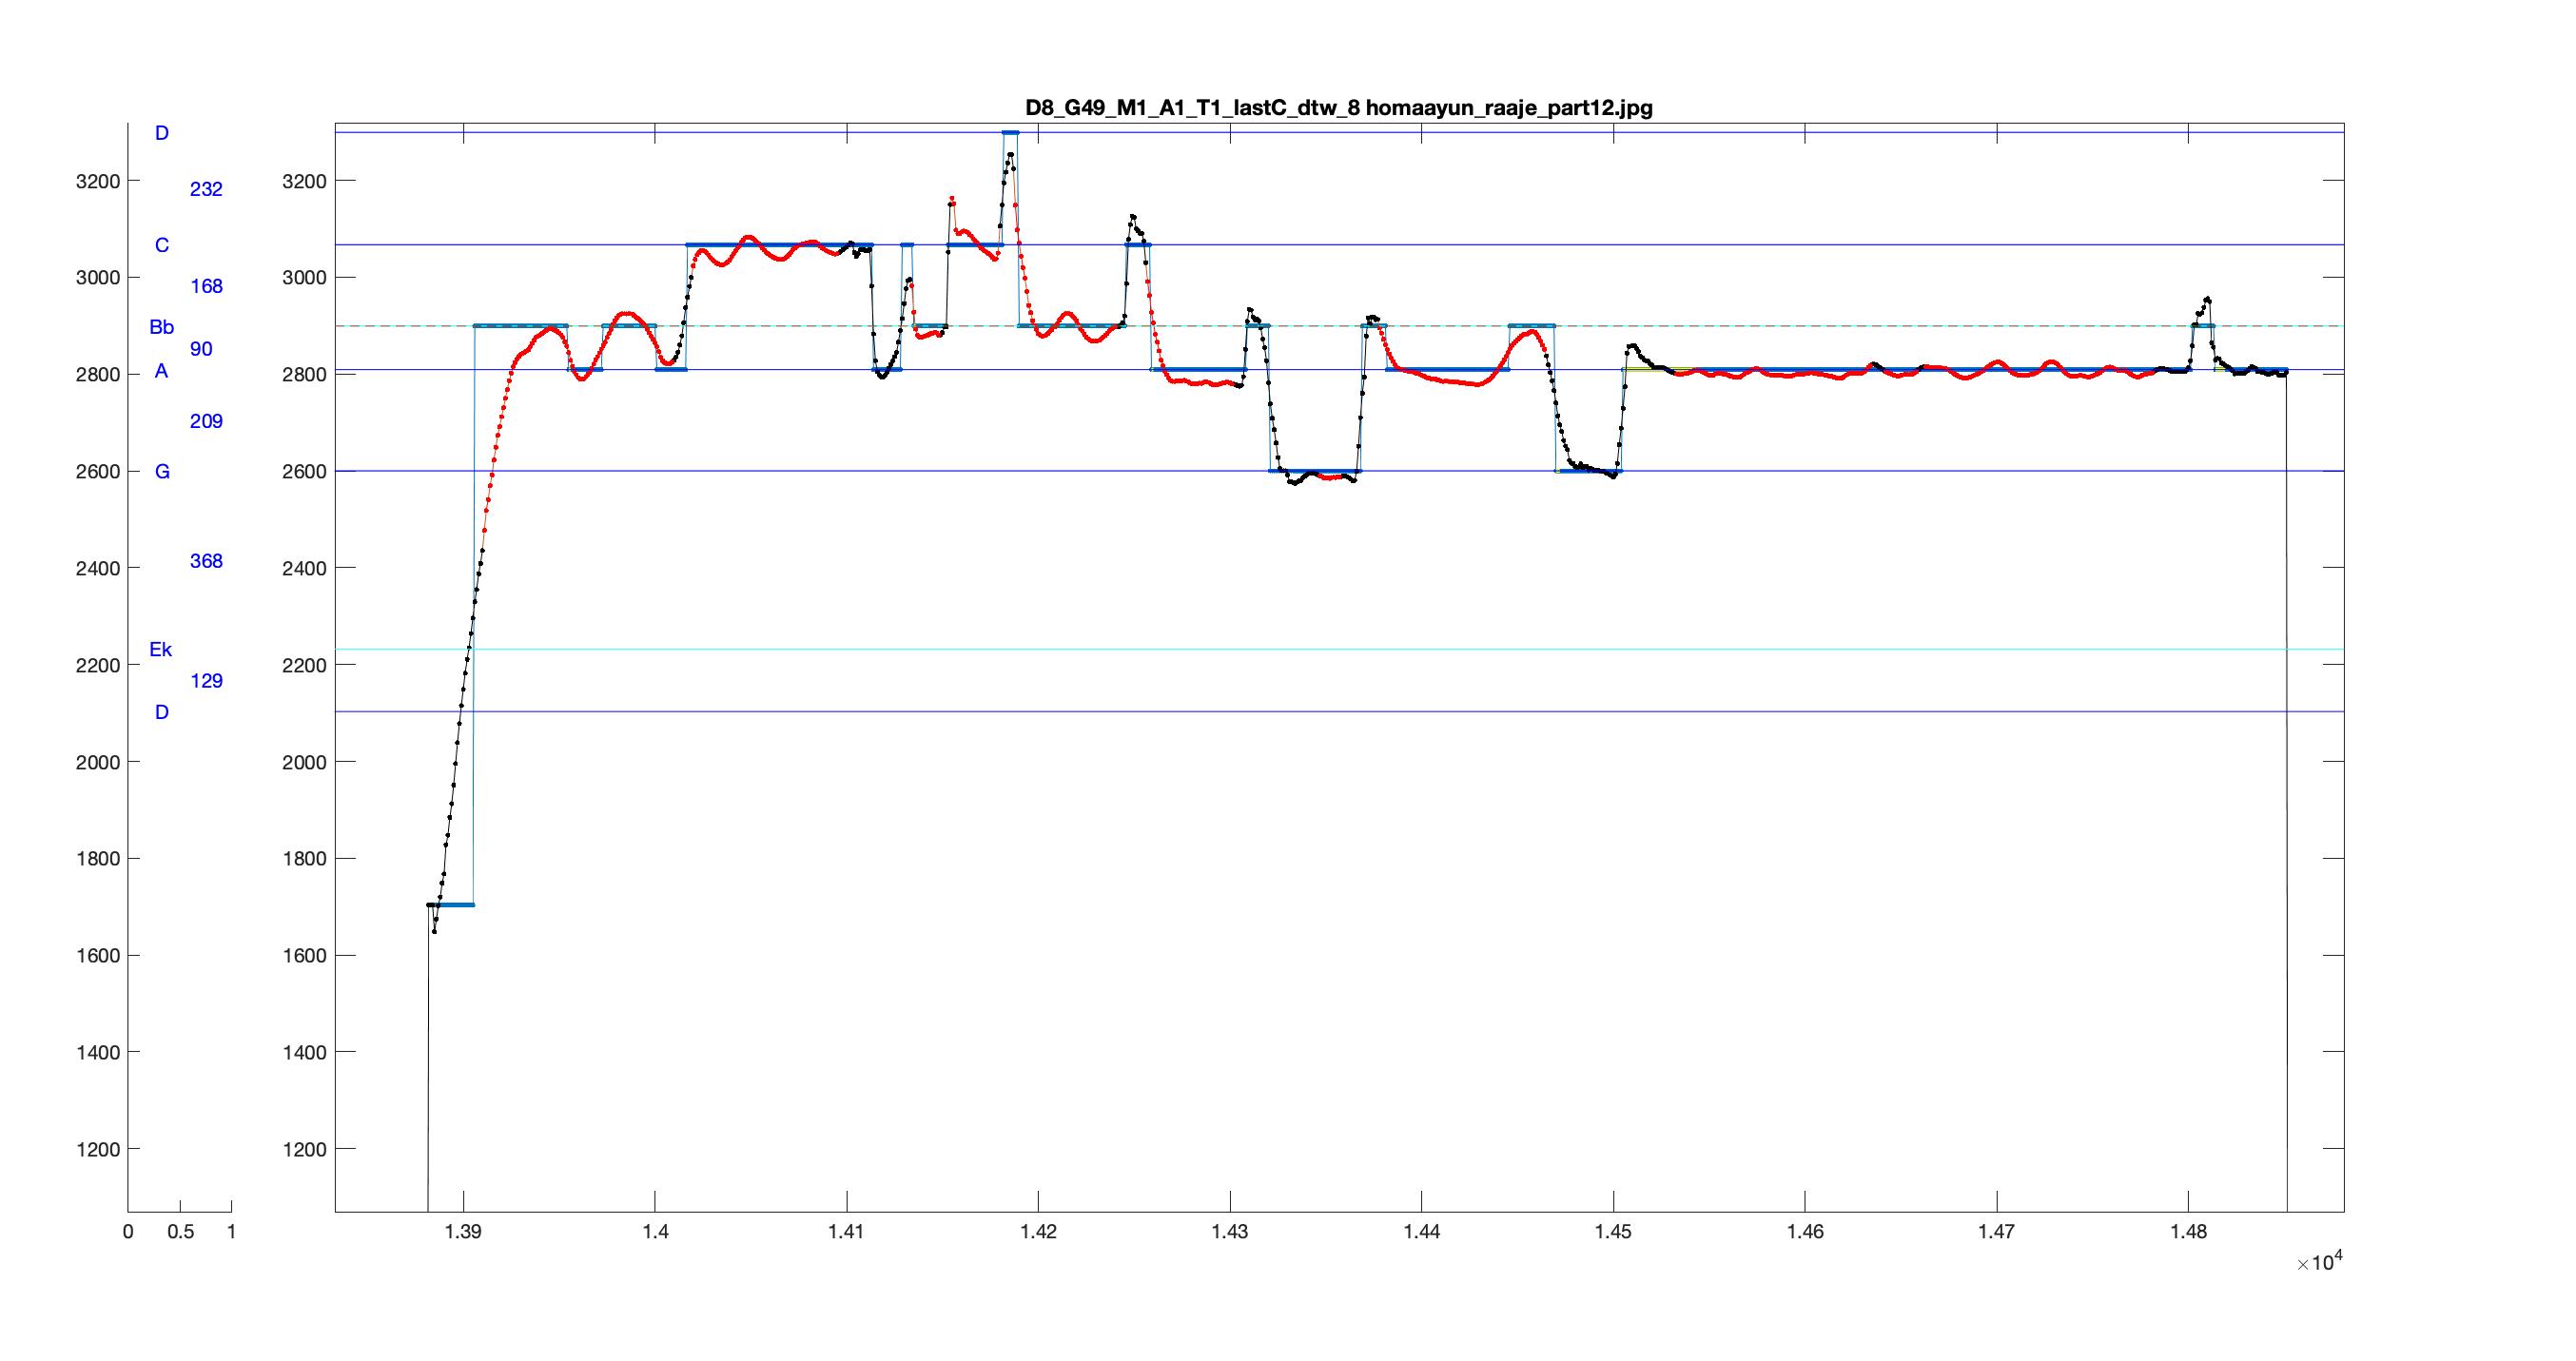 D8_G49_M1_A1_T1_lastC_dtw_8 homaayun_raaje_part12.jpg
D
3200 232 3200
C
3000 168 3000
Bb
90
2800 A 2800
209
2600 G 2600
2400 368 2400
Ek
2200 129 2200
D
2000 2000
1800 1800
1600 1600
1400 1400
1200 1200
0 0.5 1 1.39 1.4 1.41 1.42 1.43 1.44 1.45 1.46 1.47 1.48
×10⁴